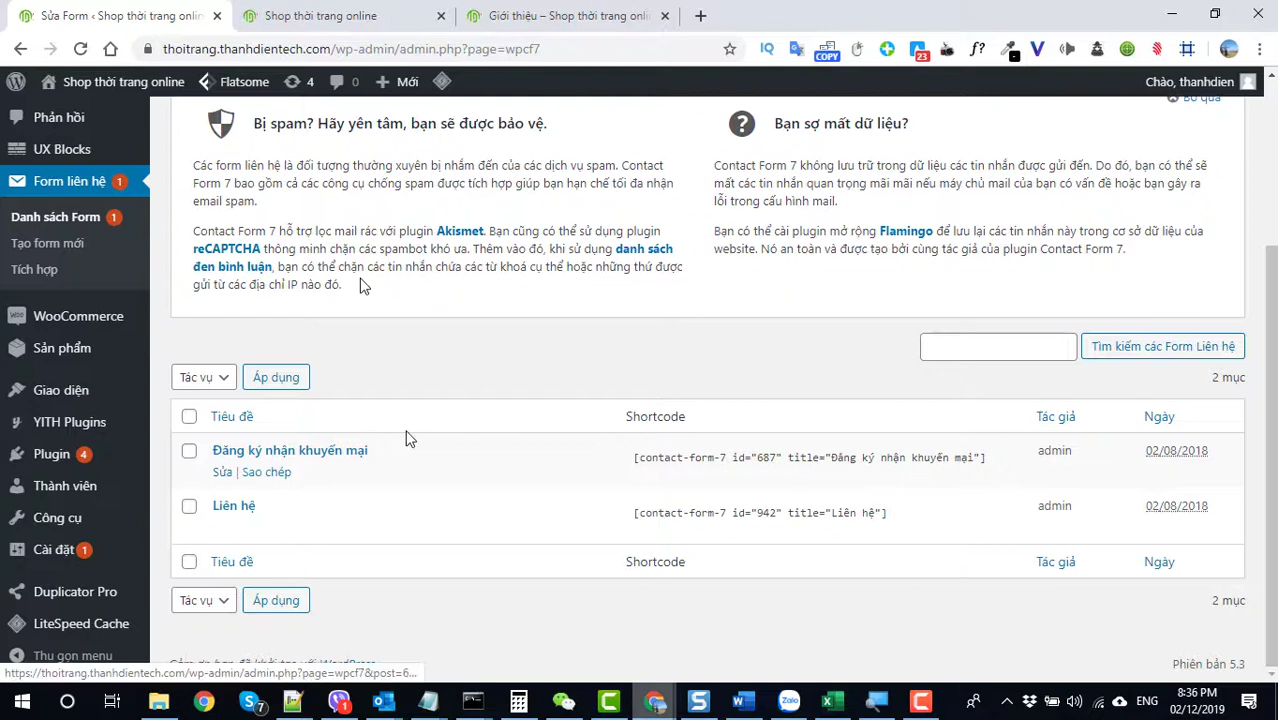 Sửa Form ‹ Shop thời trang onlin
Shop thời trang online
Giới thiệu – Shop thời trang onl
thoitrang.thanhdientech.com/wp-admin/admin.php?page=wpcf7
COPY
23
f?
Shop thời trang online
Flatsome
4
0
Mới
Chào, thanhdien
Phản hồi
UX Blocks
Form liên hệ 1
Danh sách Form 1
Tạo form mới
Tích hợp
WooCommerce
Sản phẩm
Giao diện
YITH Plugins
Plugin 4
Thành viên
Công cụ
Cài đặt 1
Duplicator Pro
LiteSpeed Cache
Thu gọn menu
Bỏ qua
Bị spam? Hãy yên tâm, bạn sẽ được bảo vệ.
Các form liên hệ là đối tượng thường xuyên bị nhắm đến của các dịch vụ spam. Contact
Form 7 bao gồm cả các công cụ chống spam được tích hợp giúp bạn hạn chế tối đa nhận
email spam.
Contact Form 7 hỗ trợ lọc mail rác với plugin Akismet. Bạn cũng có thể sử dụng plugin
reCAPTCHA thông minh chặn các spambot khó ưa. Thêm vào đó, khi sử dụng danh sách
đen bình luận, bạn có thể chặn các tin nhắn chứa các từ khoá cụ thể hoặc những thứ được
gửi từ các địa chỉ IP nào đó.
Bạn sợ mất dữ liệu?
Contact Form 7 không lưu trữ trong dữ liệu các tin nhắn được gửi đến. Do đó, bạn có thể sẽ
mất các tin nhắn quan trọng mãi mãi nếu máy chủ mail của bạn có vấn đề hoặc bạn gây ra
lỗi trong cấu hình mail.
Bạn có thể cài plugin mở rộng Flamingo để lưu lại các tin nhắn này trong cơ sở dữ liệu của
website. Nó an toàn và được tạo bởi cùng tác giả của plugin Contact Form 7.
Tìm kiếm các Form Liên hệ
Tác vụ
Áp dụng
2 mục
Tiêu đề
Shortcode
Tác giả
Ngày
Đăng ký nhận khuyến mại
[contact-form-7 id="687" title="Đăng ký nhận khuyến mại"]
admin
02/08/2018
Sửa | Sao chép
Liên hệ
[contact-form-7 id="942" title="Liên hệ"]
admin
02/08/2018
Tiêu đề
Shortcode
Tác giả
Ngày
Tác vụ
Áp dụng
2 mục
Cảm ơn bạn đã khởi tạo với WordPress.
Phiên bản 5.3
https://thoitrang.thanhdientech.com/wp-admin/admin.php?page=wpcf7&post=6...
7
1
Zalo
ENG
8:36 PM
02/12/2019